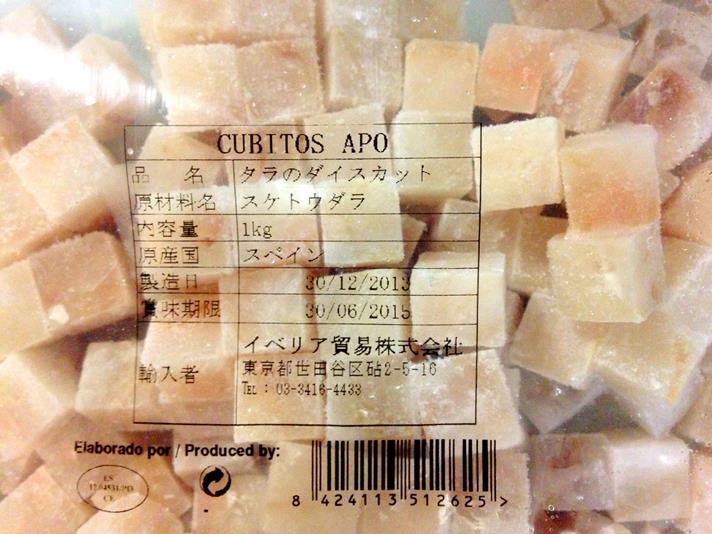 CUBITOS APO
品 名 タラのダイスカット
原材料名 スケトウダラ
内容量 1kg
原産国 スペイン
製造日 30/12/2013
賞味期限 30/06/2015
イベリア貿易株式会社
輸入者 東京都世田谷区砧2-5-16
TEL : 03-3416-4433
Elaborado por / Produced by:
ES
CE
8 424113 512625 >